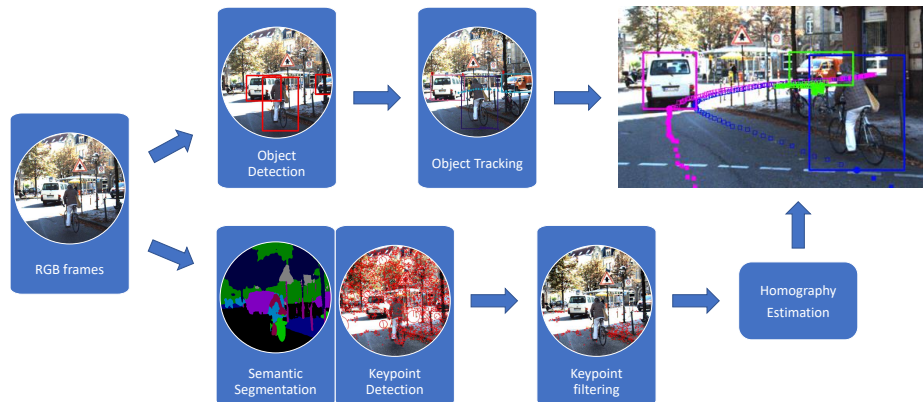 Object
Detection
Object Tracking
RGB frames
Semantic
Segmentation
Keypoint
Detection
Keypoint
filtering
Homography
Estimation